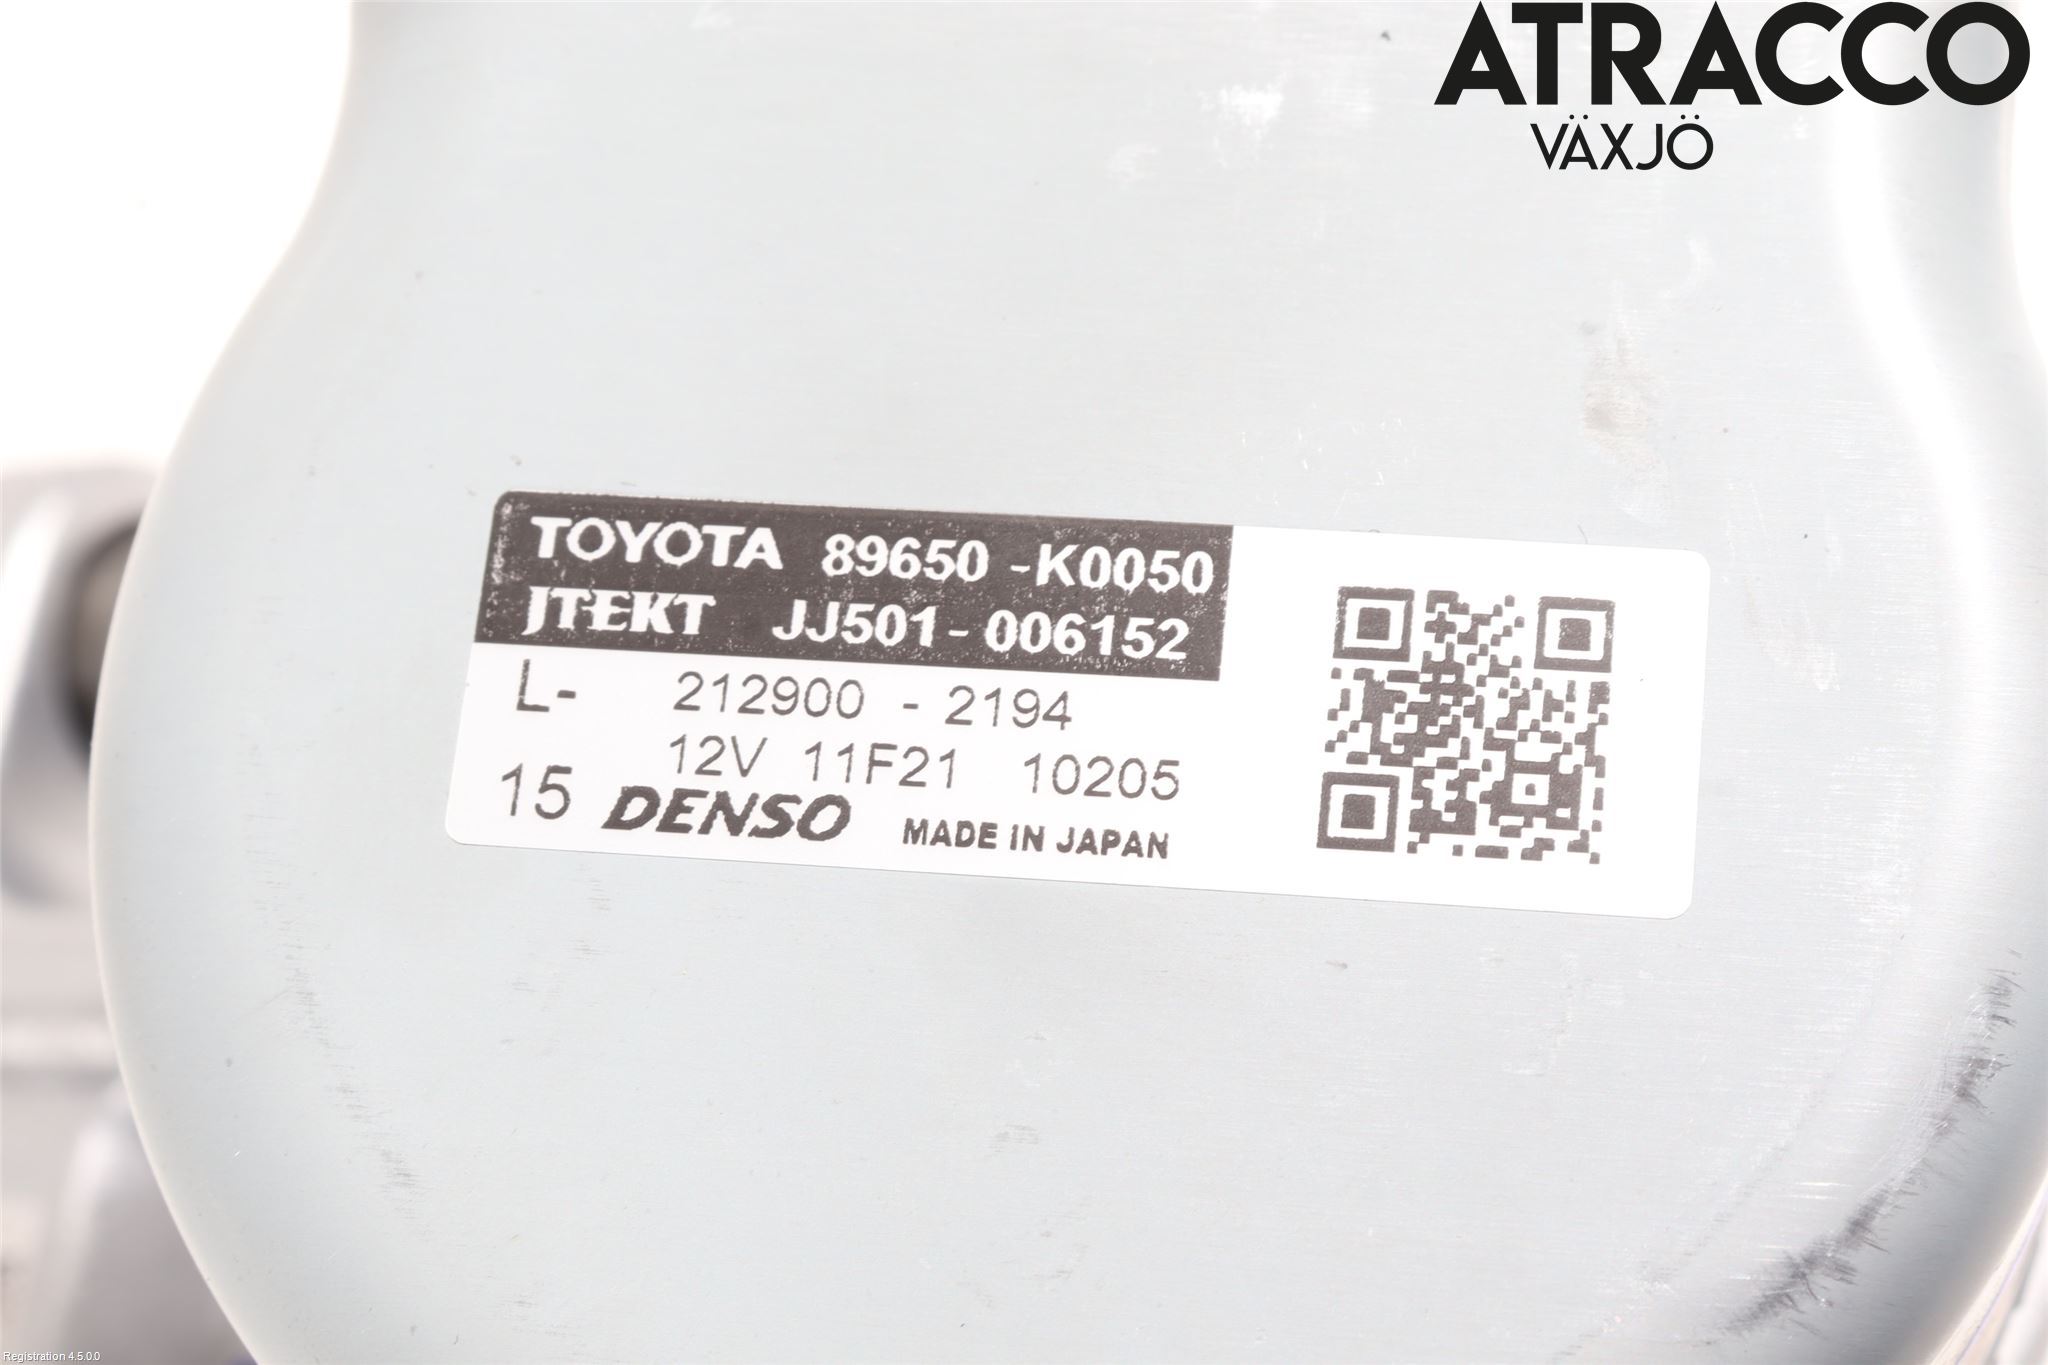 ATRACCO
VÄXJÖ
TOYOTA 89650-K0050
JTEKT JJ501-006152
L- 212900-2194
12V 11F21 10205
15 DENSO MADE IN JAPAN
Registration 4.5.0.0